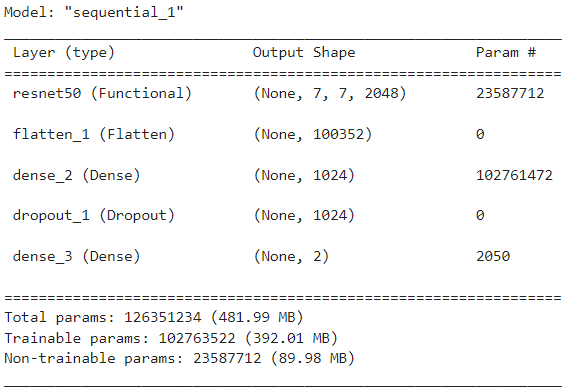 Model: "sequential_1"
Layer (type) Output Shape Param #
resnet50 (Functional) (None, 7, 7, 2048) 23587712
flatten_1 (Flatten) (None, 100352) 0
dense_2 (Dense) (None, 1024) 102761472
dropout_1 (Dropout) (None, 1024) 0
dense_3 (Dense) (None, 2) 2050
Total params: 126351234 (481.99 MB)
Trainable params: 102763522 (392.01 MB)
Non-trainable params: 23587712 (89.98 MB)